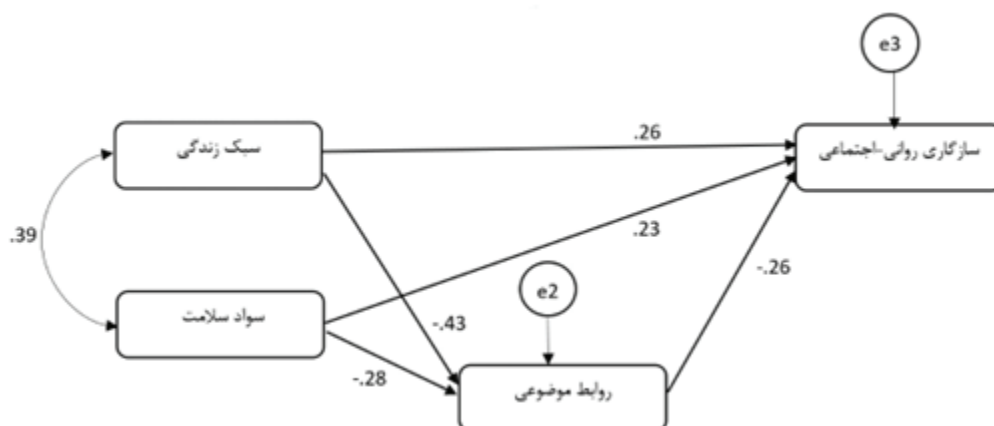 e3
سبک زندگی
.26
سازگاری روانی-اجتماعی
.39
.23
e2
-.26
سواد سلامت
-.43
-.28
روابط موضوعی